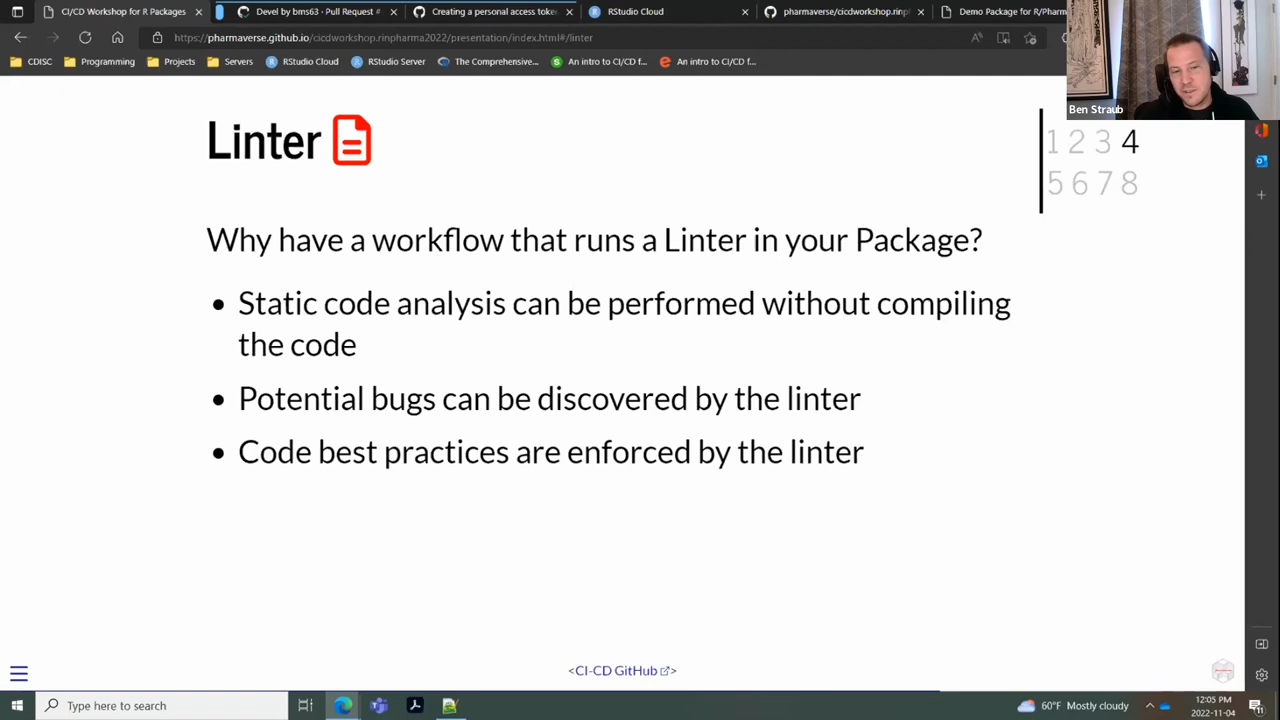 CI/CD Workshop for R Packages
Devel by bms63 · Pull Request #
Creating a personal access toke
RStudio Cloud
pharmaverse/cicdworkshop.rinp
Demo Package for R/Pharm
https://pharmaverse.github.io/cicdworkshop.rinpharma2022/presentation/index.html#/linter
CDISC
Programming
Projects
Servers
RStudio Cloud
RStudio Server
The Comprehensive...
An intro to CI/CD f...
An intro to CI/CD f...
Ben Straub
Linter
1 2 3 4
5 6 7 8
Why have a workflow that runs a Linter in your Package?
• Static code analysis can be performed without compiling
the code
• Potential bugs can be discovered by the linter
• Code best practices are enforced by the linter
<CI-CD GitHub>
Type here to search
60°F Mostly cloudy
12:05 PM
2022-11-04
11